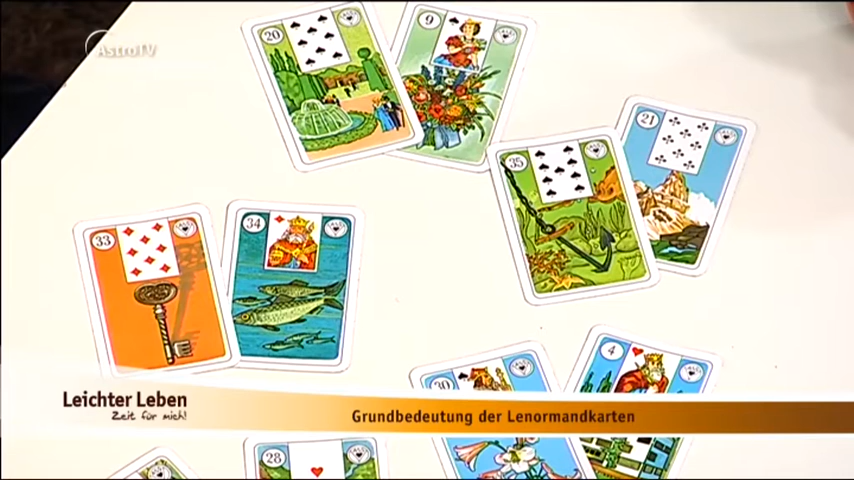 AstroTV
20
9
21
35
33
34
30
4
Leichter Leben
Zeit für mich!
Grundbedeutung der Lenormandkarten
28